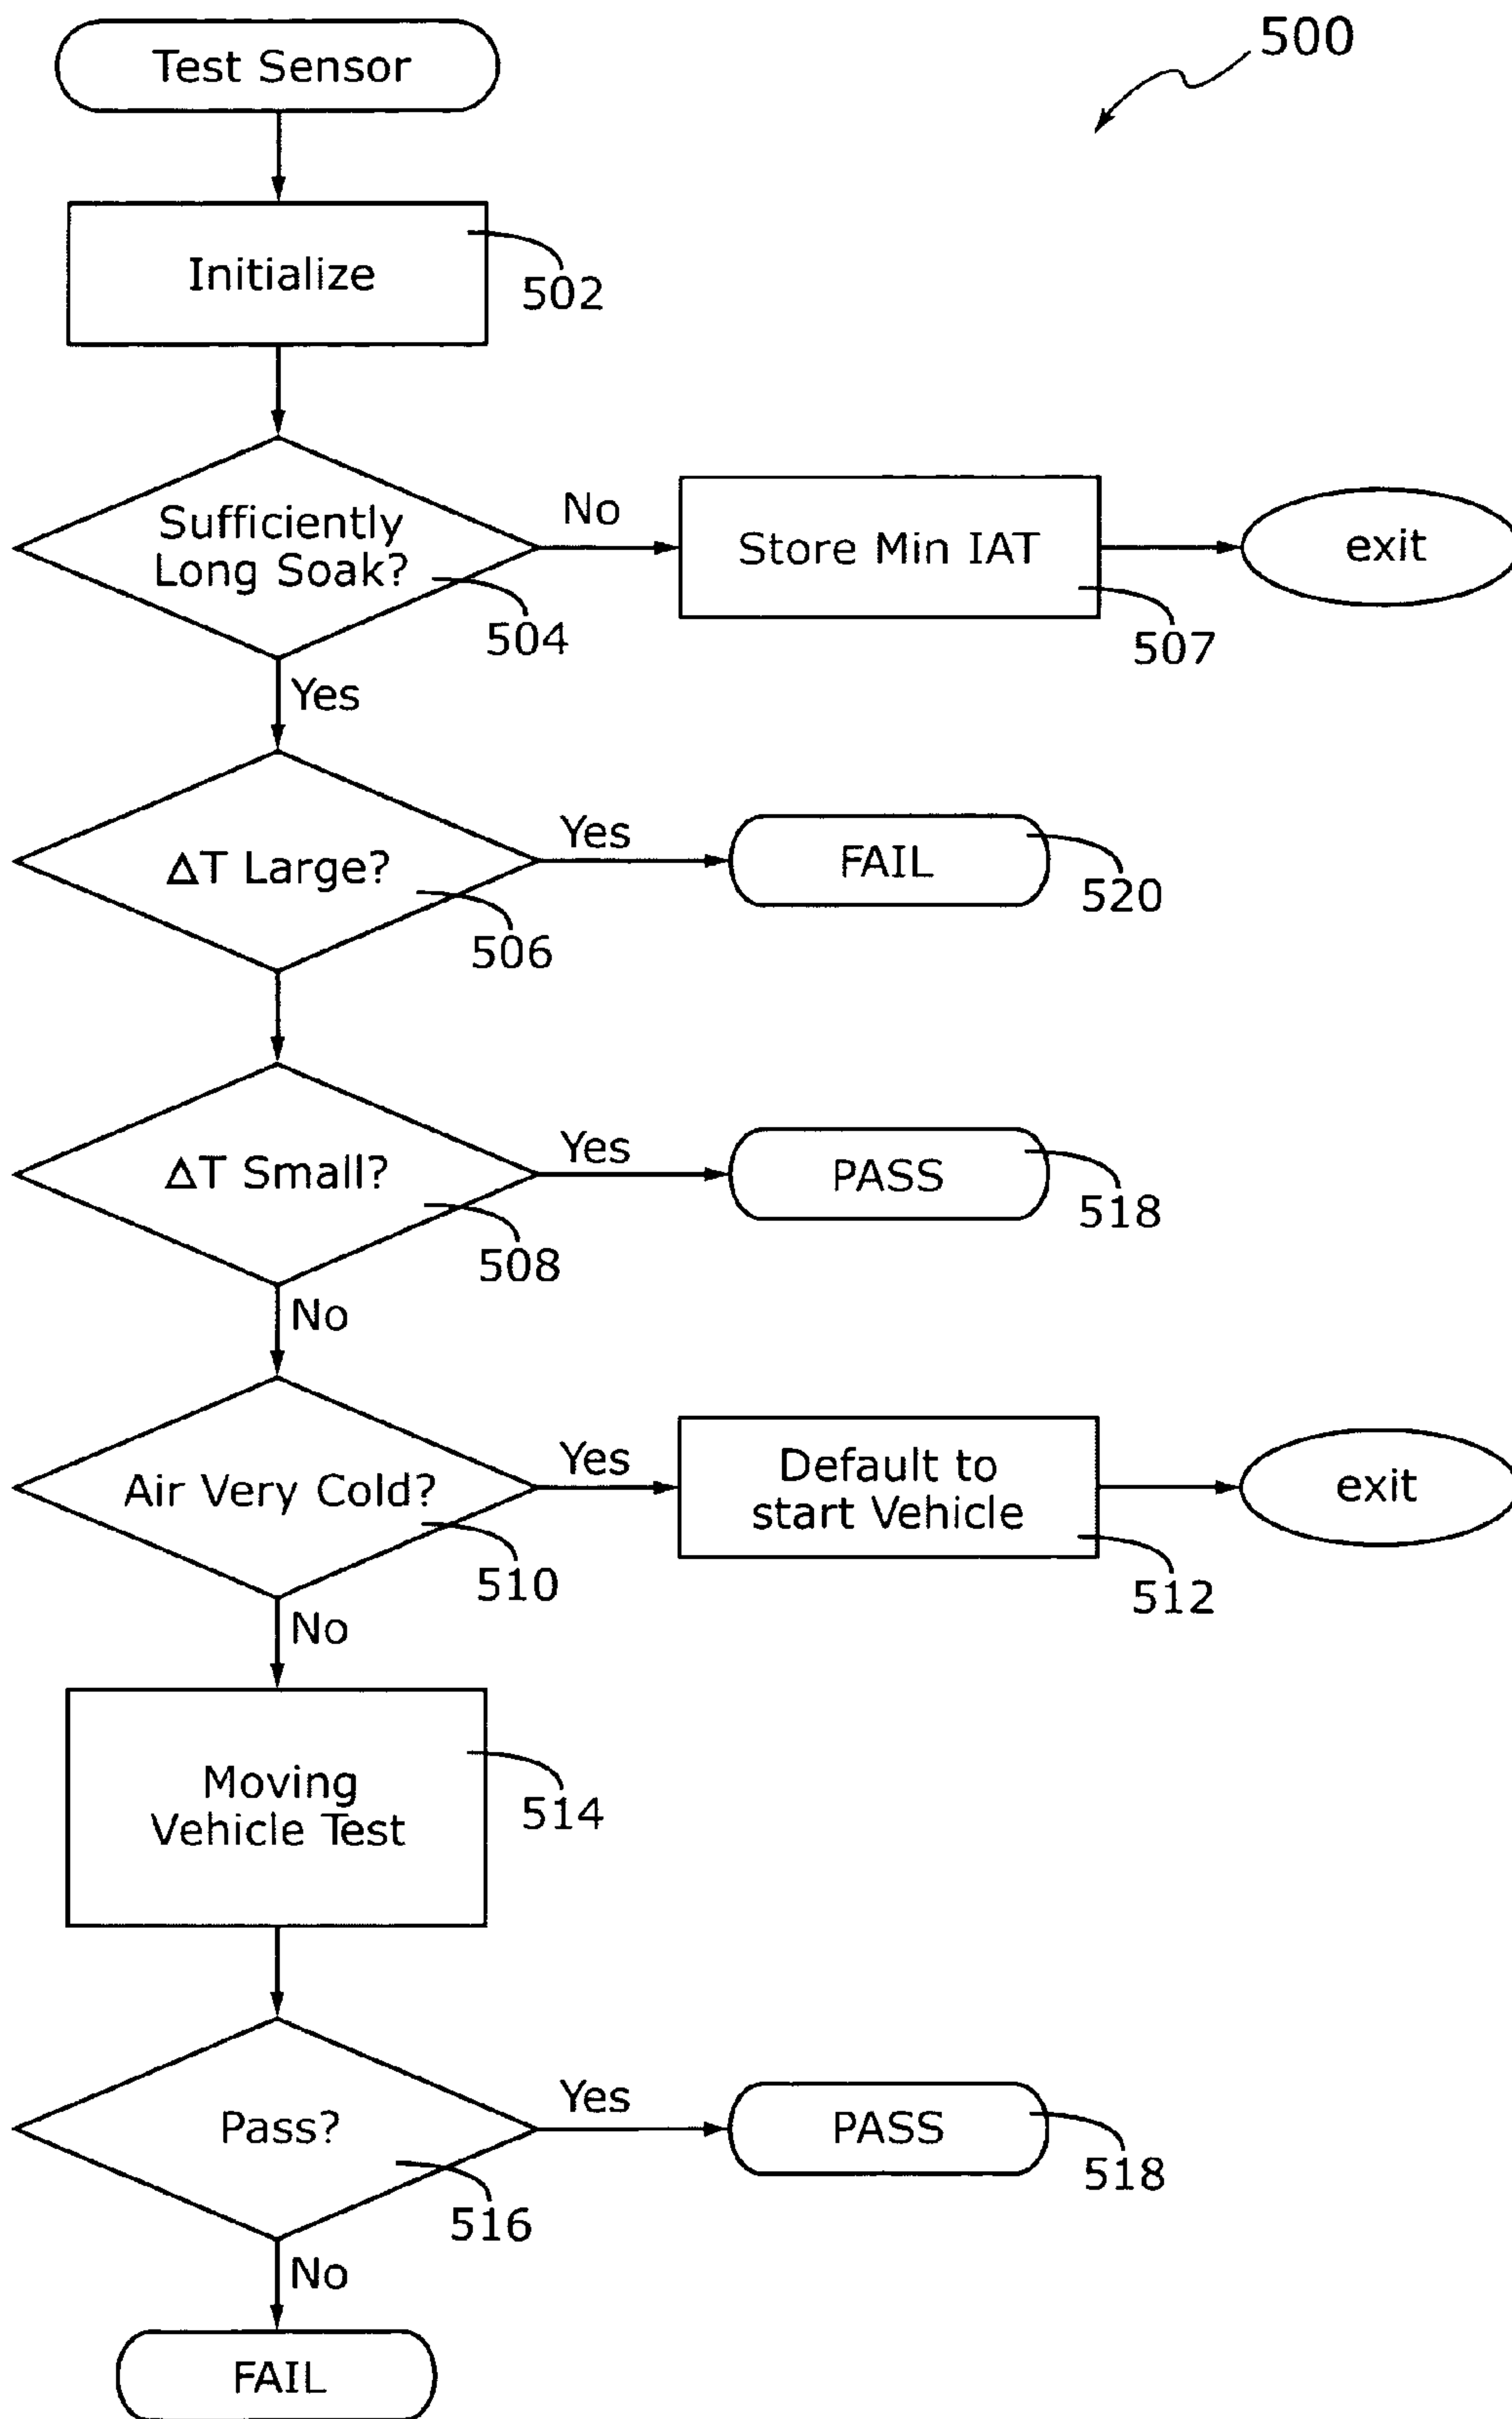 500
Test Sensor
Initialize
502
Sufficiently
Long Soak?
504
No
Store Min IAT
507
exit
Yes
ΔT Large?
506
Yes
FAIL
520
ΔT Small?
508
Yes
PASS
518
No
Air Very Cold?
510
Yes
Default to
start Vehicle
512
exit
No
Moving
Vehicle Test
514
Pass?
516
Yes
PASS
518
No
FAIL